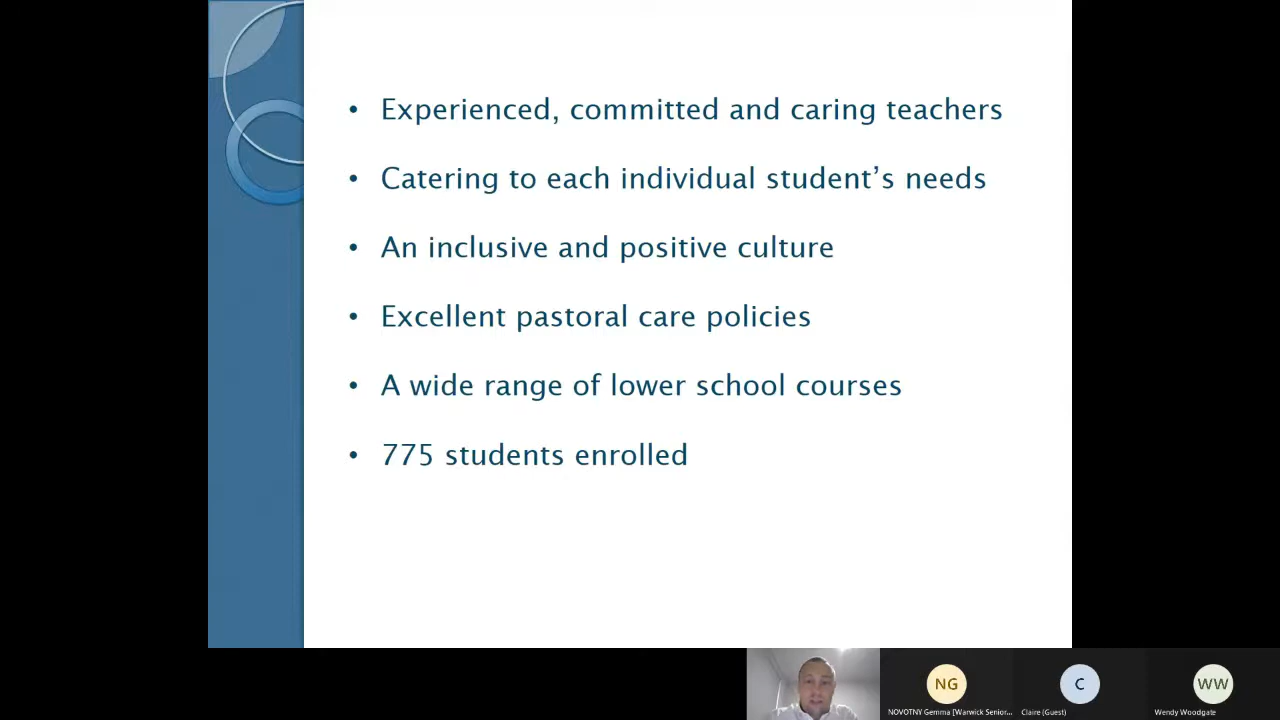 • Experienced, committed and caring teachers
• Catering to each individual student’s needs
• An inclusive and positive culture
• Excellent pastoral care policies
• A wide range of lower school courses
• 775 students enrolled
NG
C
WW
NOVOTNY Gemma [Warwick Senior...
Claire (Guest)
Wendy Woodgate